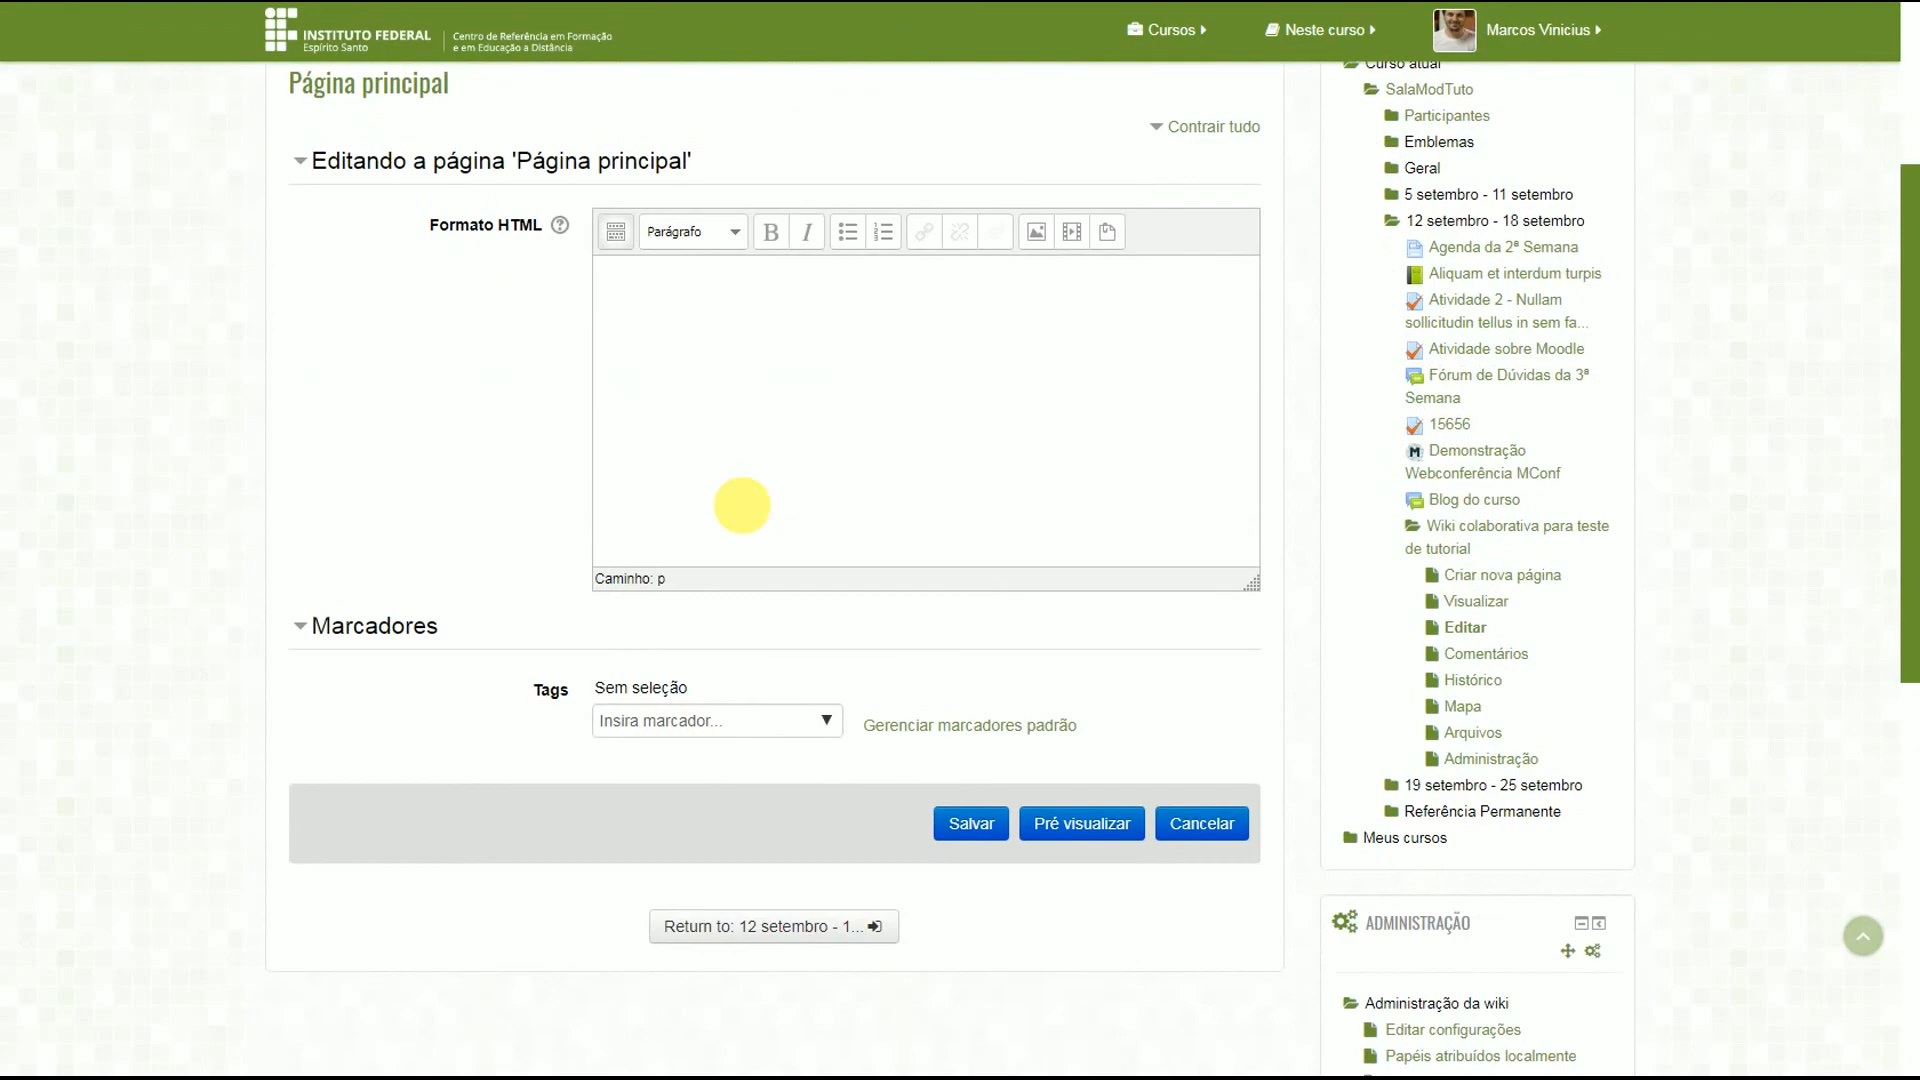 INSTITUTO FEDERAL
Espírito Santo
Centro de Referência em Formação
e em Educação a Distância
Cursos
Neste curso
Marcos Vinicius
Página principal
Contrair tudo
Editando a página 'Página principal'
Formato HTML
Parágrafo
B
I
Caminho: p
Marcadores
Tags
Sem seleção
Insira marcador...
Gerenciar marcadores padrão
Salvar
Pré visualizar
Cancelar
Return to: 12 setembro - 1...
Curso atual
SalaModTuto
Participantes
Emblemas
Geral
5 setembro - 11 setembro
12 setembro - 18 setembro
Agenda da 2ª Semana
Aliquam et interdum turpis
Atividade 2 - Nullam
sollicitudin tellus in sem fa...
Atividade sobre Moodle
Fórum de Dúvidas da 3ª
Semana
15656
M Demonstração
Webconferência MConf
Blog do curso
Wiki colaborativa para teste
de tutorial
Criar nova página
Visualizar
Editar
Comentários
Histórico
Mapa
Arquivos
Administração
19 setembro - 25 setembro
Referência Permanente
Meus cursos
ADMINISTRAÇÃO
Administração da wiki
Editar configurações
Papéis atribuídos localmente